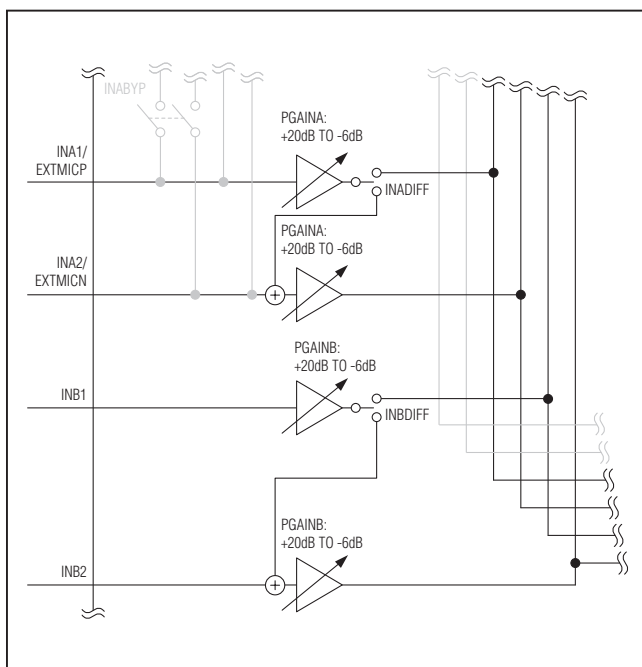 INABYP
PGAINA:
+20dB TO -6dB
INA1/
EXTMICP
INADIFF
PGAINA:
+20dB TO -6dB
INA2/
EXTMICN
+
PGAINB:
+20dB TO -6dB
INB1
INBDIFF
PGAINB:
+20dB TO -6dB
INB2
+